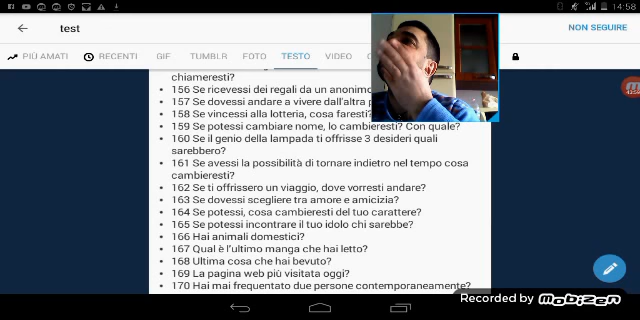 14:58
test
NON SEGUIRE
PIÙ AMATI
RECENTI
GIF
TUMBLR
FOTO
TESTO
VIDEO
chiameresti?
156 Se ricevessi dei regali da un anonimo
157 Se dovessi andare a vivere dall'altra
158 Se vincessi alla lotteria, cosa faresti?
159 Se potessi cambiare nome, lo cambieresti? Con quale?
160 Se il genio della lampada ti offrisse 3 desideri quali
sarebbero?
161 Se avessi la possibilità di tornare indietro nel tempo cosa
cambieresti?
162 Se ti offrissero un viaggio, dove vorresti andare?
163 Se dovessi scegliere tra amore e amicizia?
164 Se potessi, cosa cambieresti del tuo carattere?
165 Se potessi incontrare il tuo idolo chi sarebbe?
166 Hai animali domestici?
167 Qual è l'ultimo manga che hai letto?
168 Ultima cosa che hai bevuto?
169 La pagina web più visitata oggi?
170 Hai mai frequentato due persone contemporaneamente?
Recorded by Mobizen